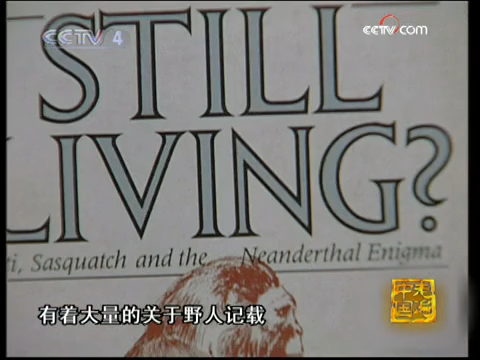 CCTV 4
CCTV.com
STILL
LIVING?
ti, Sasquatch and the Neanderthal Enigma
有着大量的关于野人记载